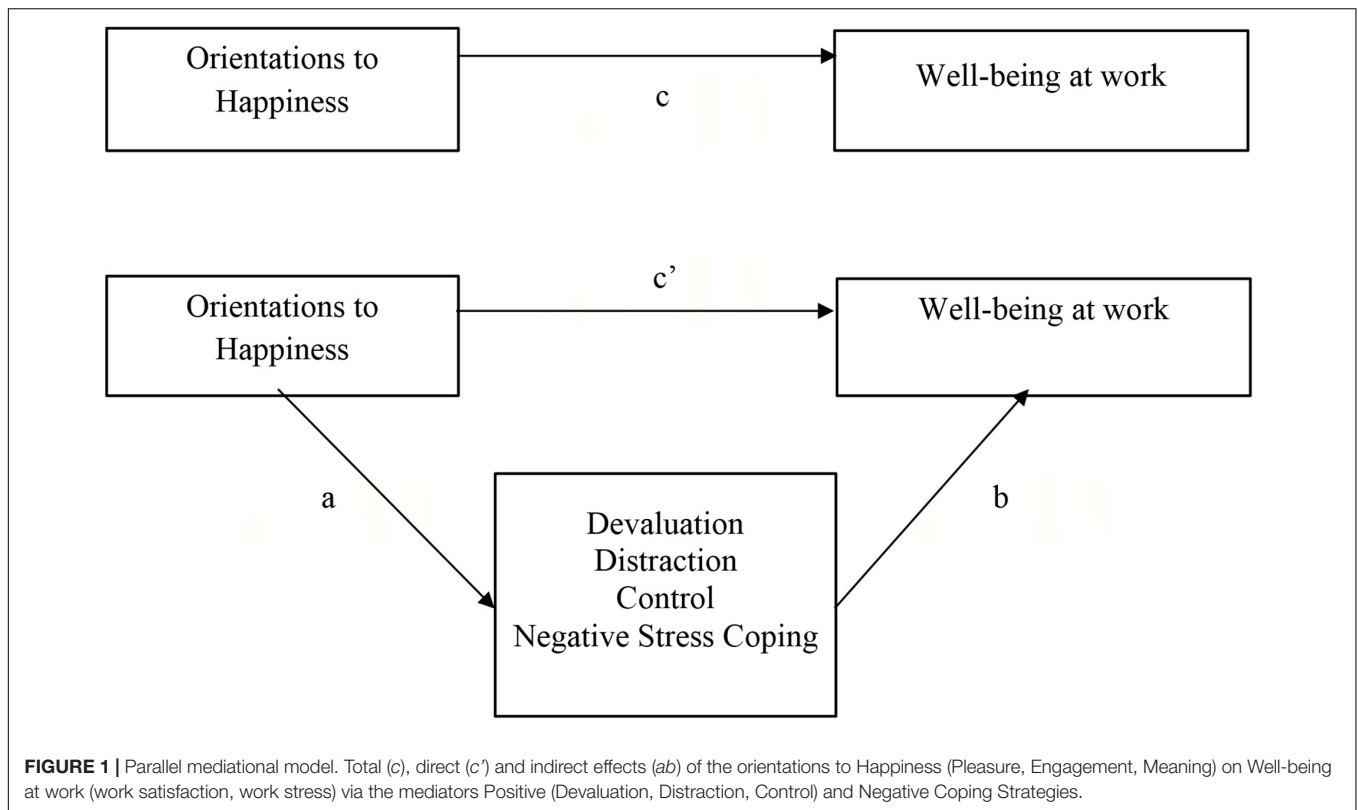 Orientations to
Happiness
Well-being at work
c
Orientations to
Happiness
c’
Well-being at work
a
b
Devaluation
Distraction
Control
Negative Stress Coping
FIGURE 1 | Parallel mediational model. Total (c), direct (c’) and indirect effects (ab) of the orientations to Happiness (Pleasure, Engagement, Meaning) on Well-being
at work (work satisfaction, work stress) via the mediators Positive (Devaluation, Distraction, Control) and Negative Coping Strategies.